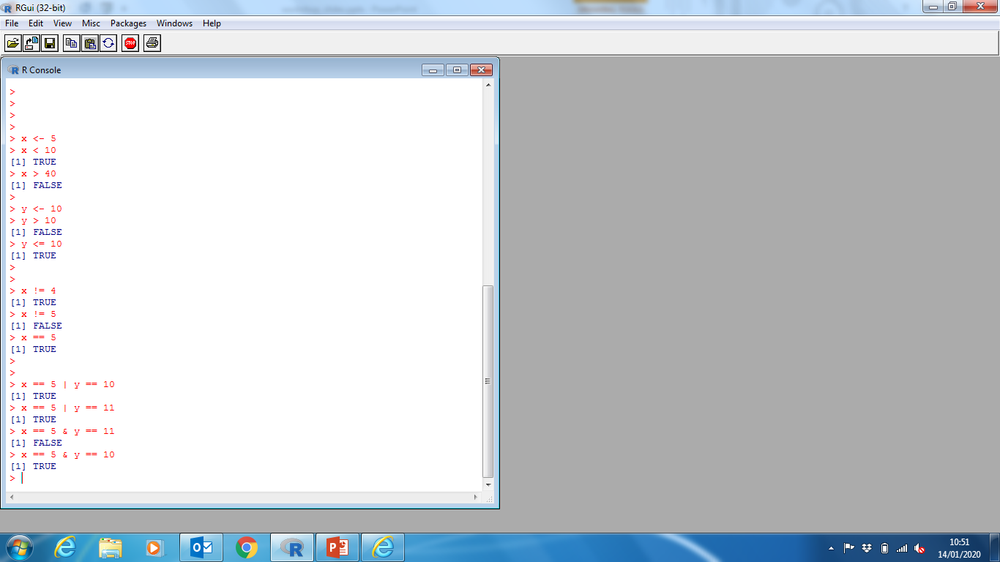 RGui (32-bit)
File Edit View Misc Packages Windows Help
STOP
R Console
>
>
>
>
> x <- 5
> x < 10
[1] TRUE
> x > 40
[1] FALSE
>
> y <- 10
> y > 10
[1] FALSE
> y <= 10
[1] TRUE
>
>
> x != 4
[1] TRUE
> x != 5
[1] FALSE
> x == 5
[1] TRUE
>
>
> x == 5 | y == 10
[1] TRUE
> x == 5 | y == 11
[1] TRUE
> x == 5 & y == 11
[1] FALSE
> x == 5 & y == 10
[1] TRUE
>
10:51
14/01/2020